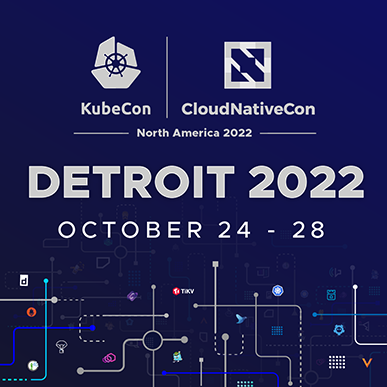 KubeCon
CloudNativeCon
North America 2022
DETROIT 2022
OCTOBER 24 - 28
d
TiKV